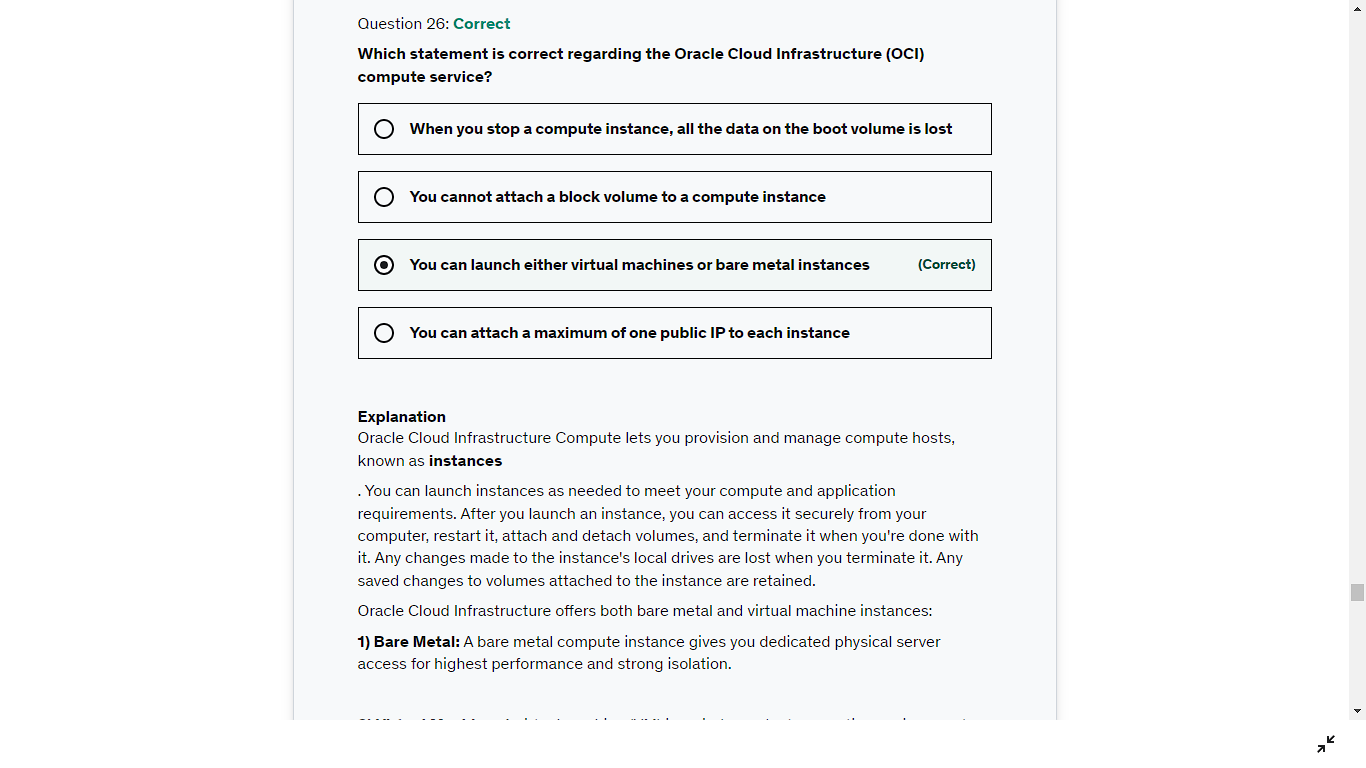 Question 26: Correct
Which statement is correct regarding the Oracle Cloud Infrastructure (OCI)
compute service?
When you stop a compute instance, all the data on the boot volume is lost
You cannot attach a block volume to a compute instance
You can launch either virtual machines or bare metal instances (Correct)
You can attach a maximum of one public IP to each instance
Explanation
Oracle Cloud Infrastructure Compute lets you provision and manage compute hosts,
known as instances
. You can launch instances as needed to meet your compute and application
requirements. After you launch an instance, you can access it securely from your
computer, restart it, attach and detach volumes, and terminate it when you're done with
it. Any changes made to the instance's local drives are lost when you terminate it. Any
saved changes to volumes attached to the instance are retained.
Oracle Cloud Infrastructure offers both bare metal and virtual machine instances:
1) Bare Metal: A bare metal compute instance gives you dedicated physical server
access for highest performance and strong isolation.